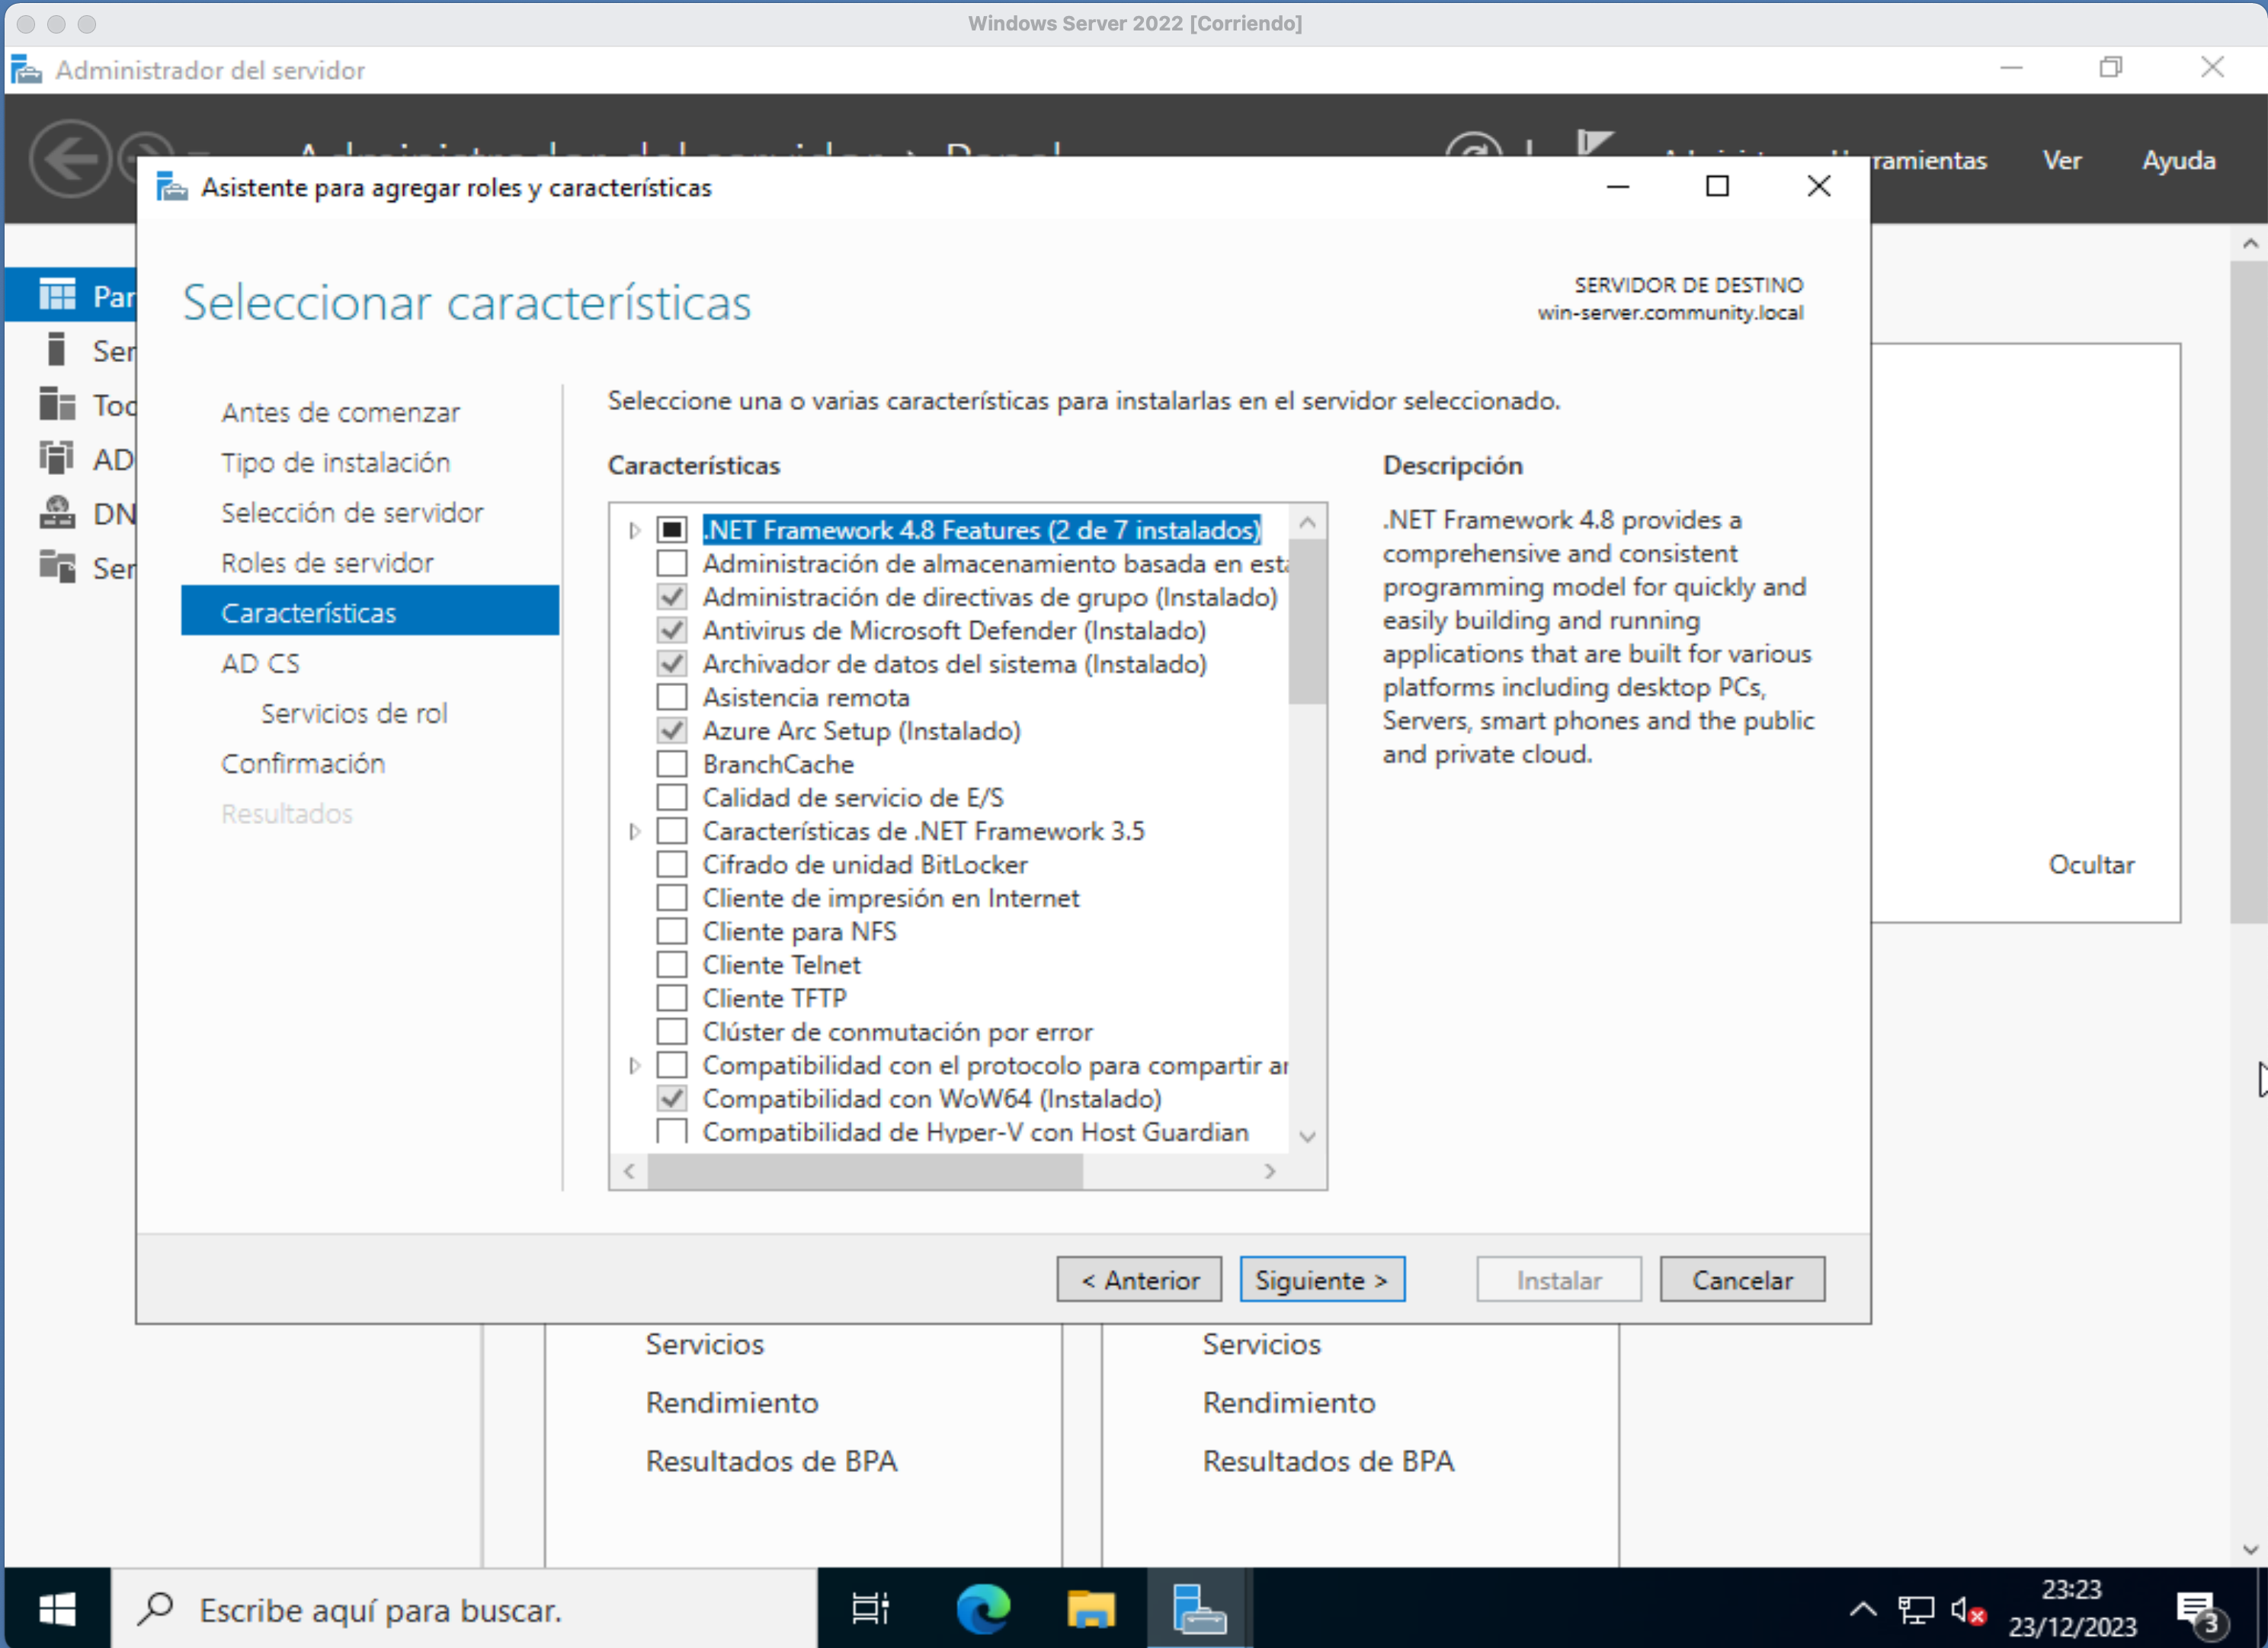 Windows Server 2022 [Corriendo]
Administrador del servidor
Ver
Ayuda
Asistente para agregar roles y características
Seleccionar características
SERVIDOR DE DESTINO
win-server.community.local
Antes de comenzar
Tipo de instalación
Selección de servidor
Roles de servidor
Características
AD CS
Servicios de rol
Confirmación
Resultados
Seleccione una o varias características para instalarlas en el servidor seleccionado.
Características
.NET Framework 4.8 Features (2 de 7 instalados)
Administración de almacenamiento basada en está
Administración de directivas de grupo (Instalado)
Antivirus de Microsoft Defender (Instalado)
Archivador de datos del sistema (Instalado)
Asistencia remota
Azure Arc Setup (Instalado)
BranchCache
Calidad de servicio de E/S
Características de .NET Framework 3.5
Cifrado de unidad BitLocker
Cliente de impresión en Internet
Cliente para NFS
Cliente Telnet
Cliente TFTP
Clúster de conmutación por error
Compatibilidad con el protocolo para compartir ar
Compatibilidad con WoW64 (Instalado)
Compatibilidad de Hyper-V con Host Guardian
Descripción
.NET Framework 4.8 provides a
comprehensive and consistent
programming model for quickly and
easily building and running
applications that are built for various
platforms including desktop PCs,
Servers, smart phones and the public
and private cloud.
Ocultar
< Anterior
Siguiente >
Instalar
Cancelar
Servicios
Rendimiento
Resultados de BPA
Servicios
Rendimiento
Resultados de BPA
Escribe aquí para buscar.
23:23
23/12/2023
3